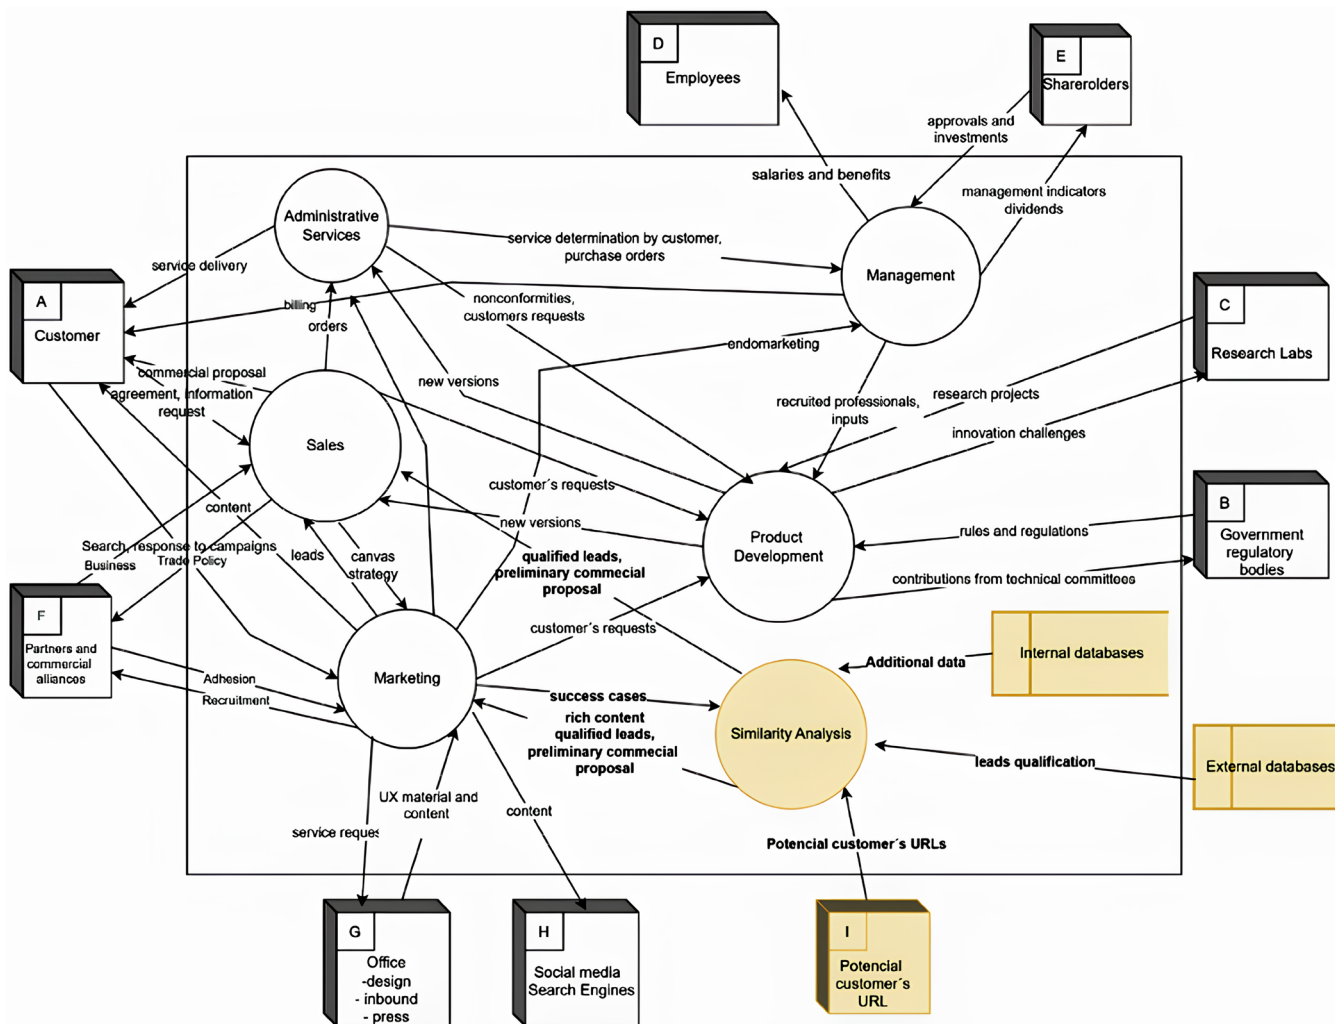 D
Employees
E
Sharerolders
approvals and
investments
salaries and benefits
management indicators
dividends
Administrative
Services
service determination by customer,
purchase orders
Management
service delivery
A
Customer
billing
orders
nonconformities,
customers requests
endomarketing
C
Research Labs
commercial proposal
agreement, information
request
new versions
recruited professionals,
inputs
research projects
innovation challenges
Sales
customer´s requests
new versions
content
B
Government
regulatory
bodies
rules and regulations
Product
Development
Search, response to campaigns
Business
Trade Policy
leads
canvas
strategy
qualified leads,
preliminary commecial
proposal
contributions from technical committees
F
Partners and
commercial
alliances
customer´s requests
Internal databases
Additional data
Adhesion
Recruitment
Marketing
success cases
rich content
qualified leads,
preliminary commecial
proposal
Similarity Analysis
leads qualification
External databases
UX material and
content
service reques
content
Potencial customer´s URLs
G
Office
-design
- inbound
- press
H
Social media
Search Engines
I
Potencial
customer´s
URL